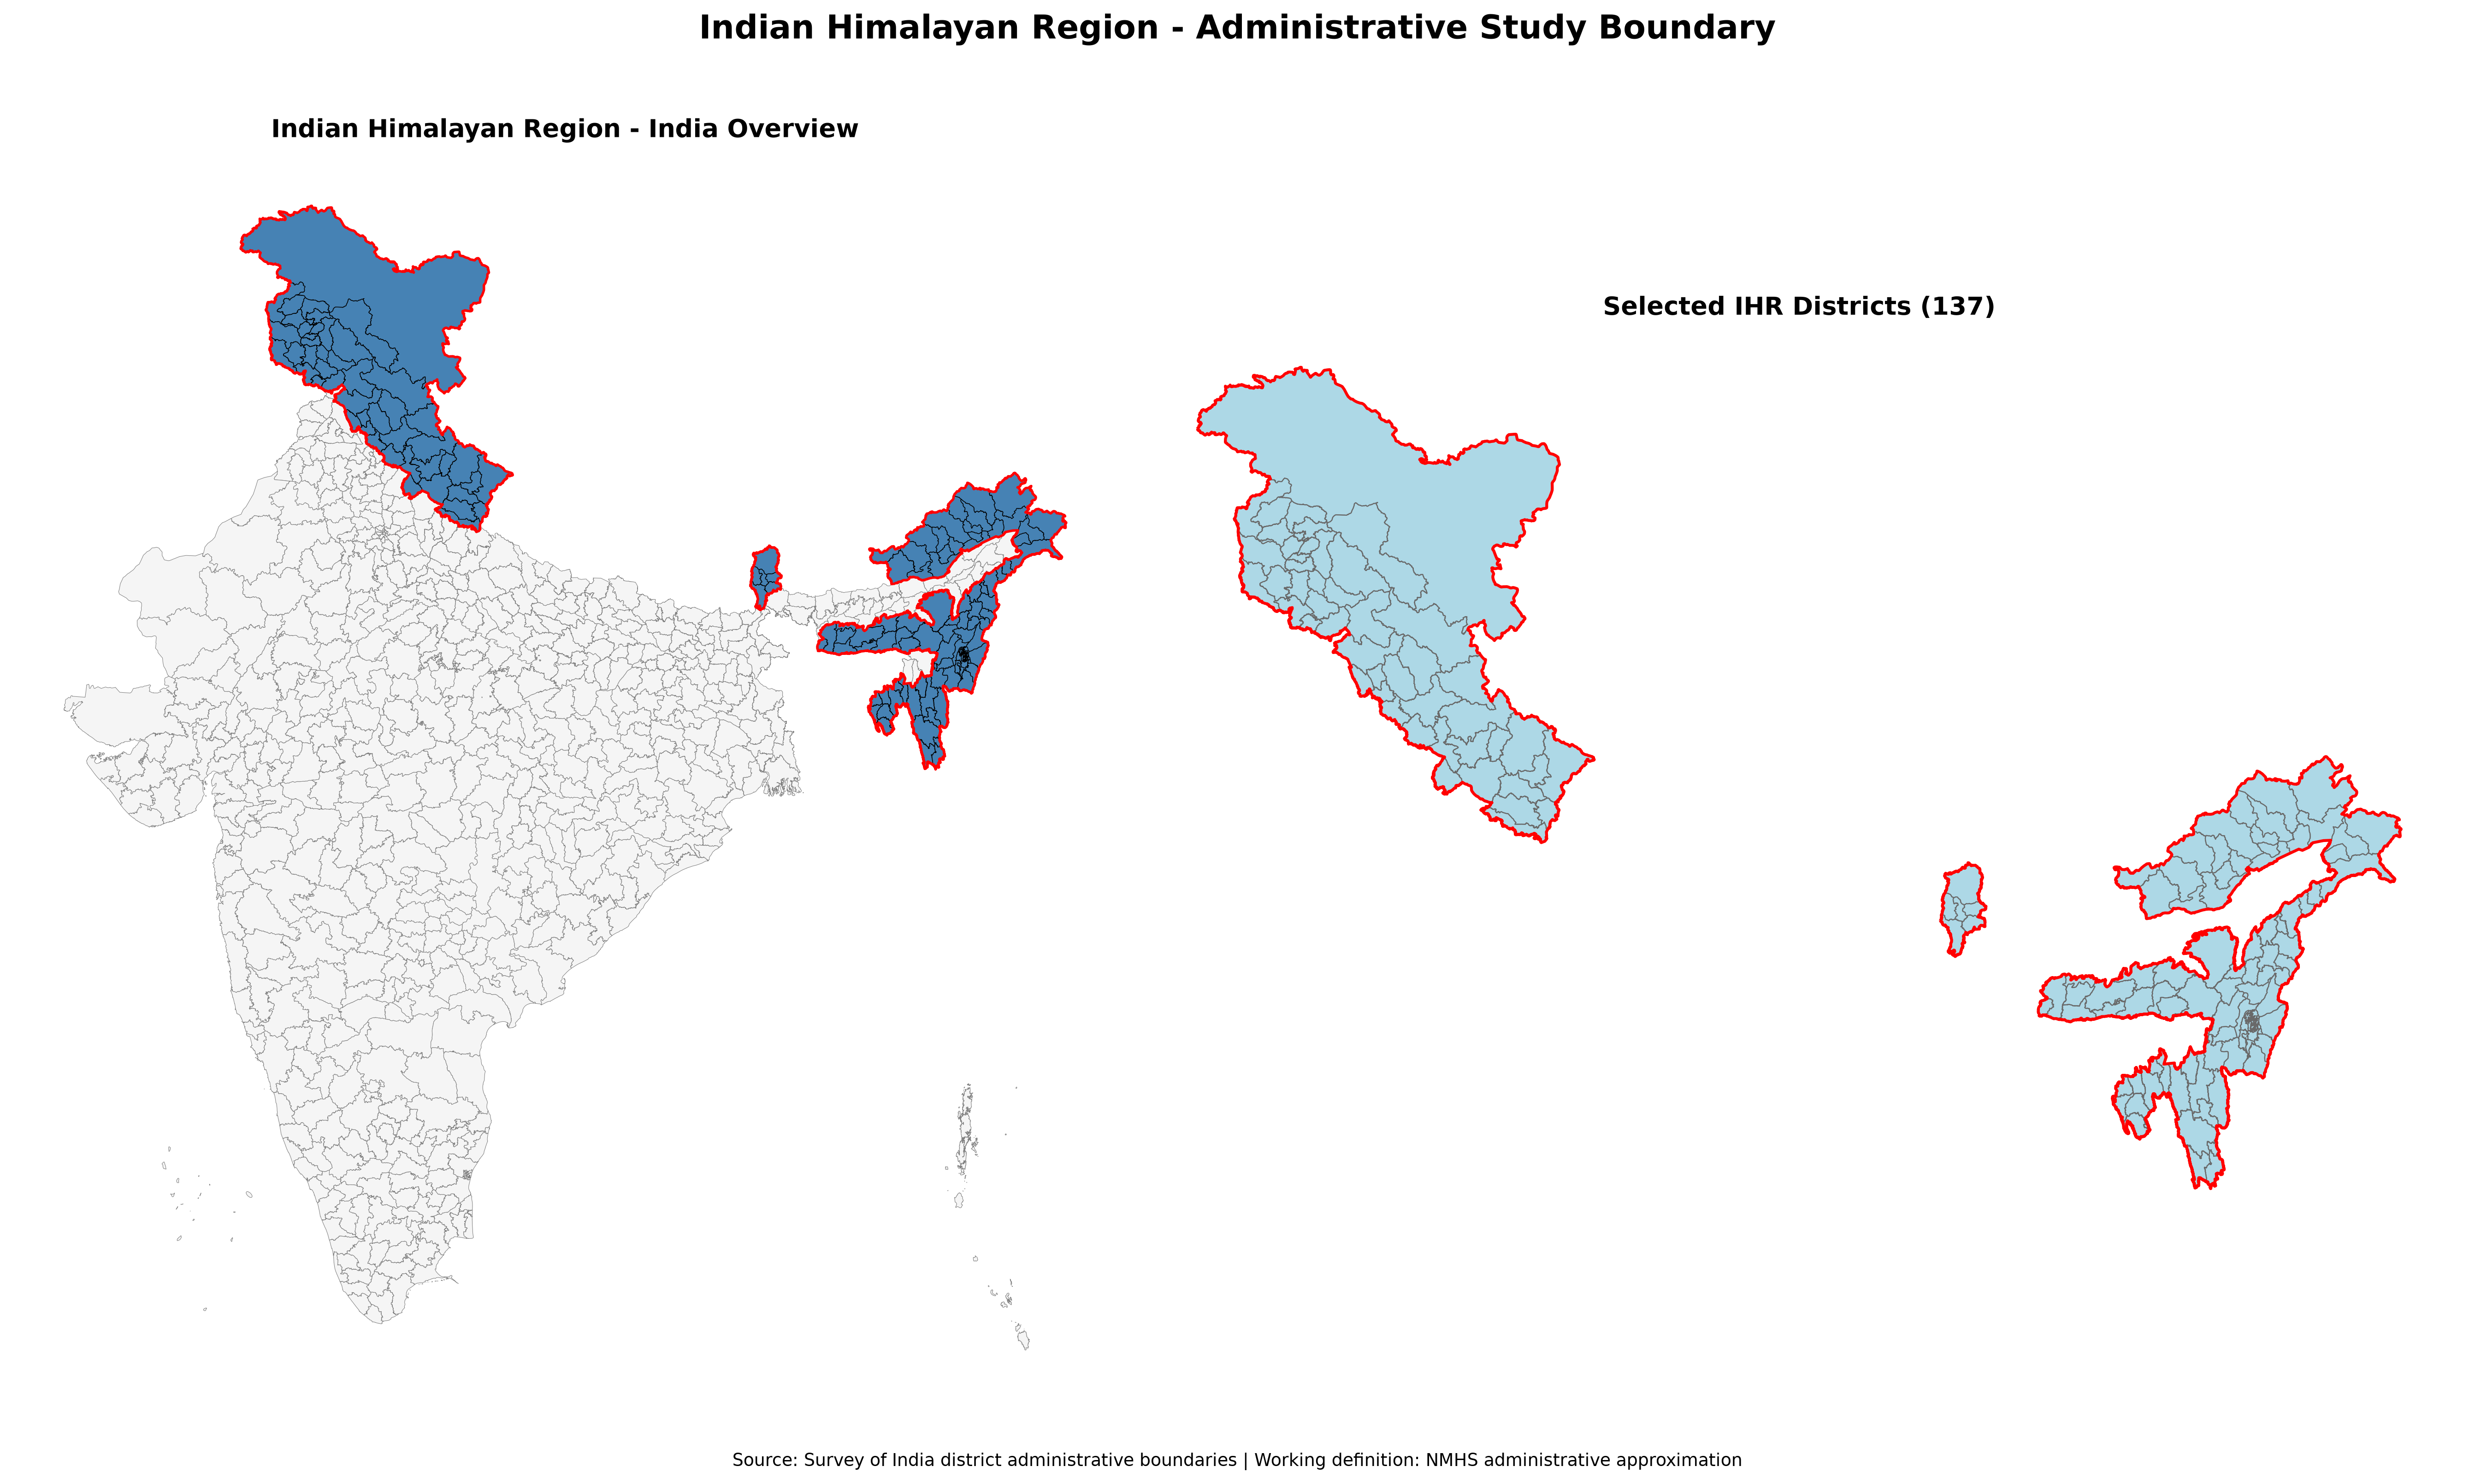 Indian Himalayan Region - Administrative Study Boundary
Indian Himalayan Region - India Overview
Selected IHR Districts (137)
Source: Survey of India district administrative boundaries | Working definition: NMHS administrative approximation